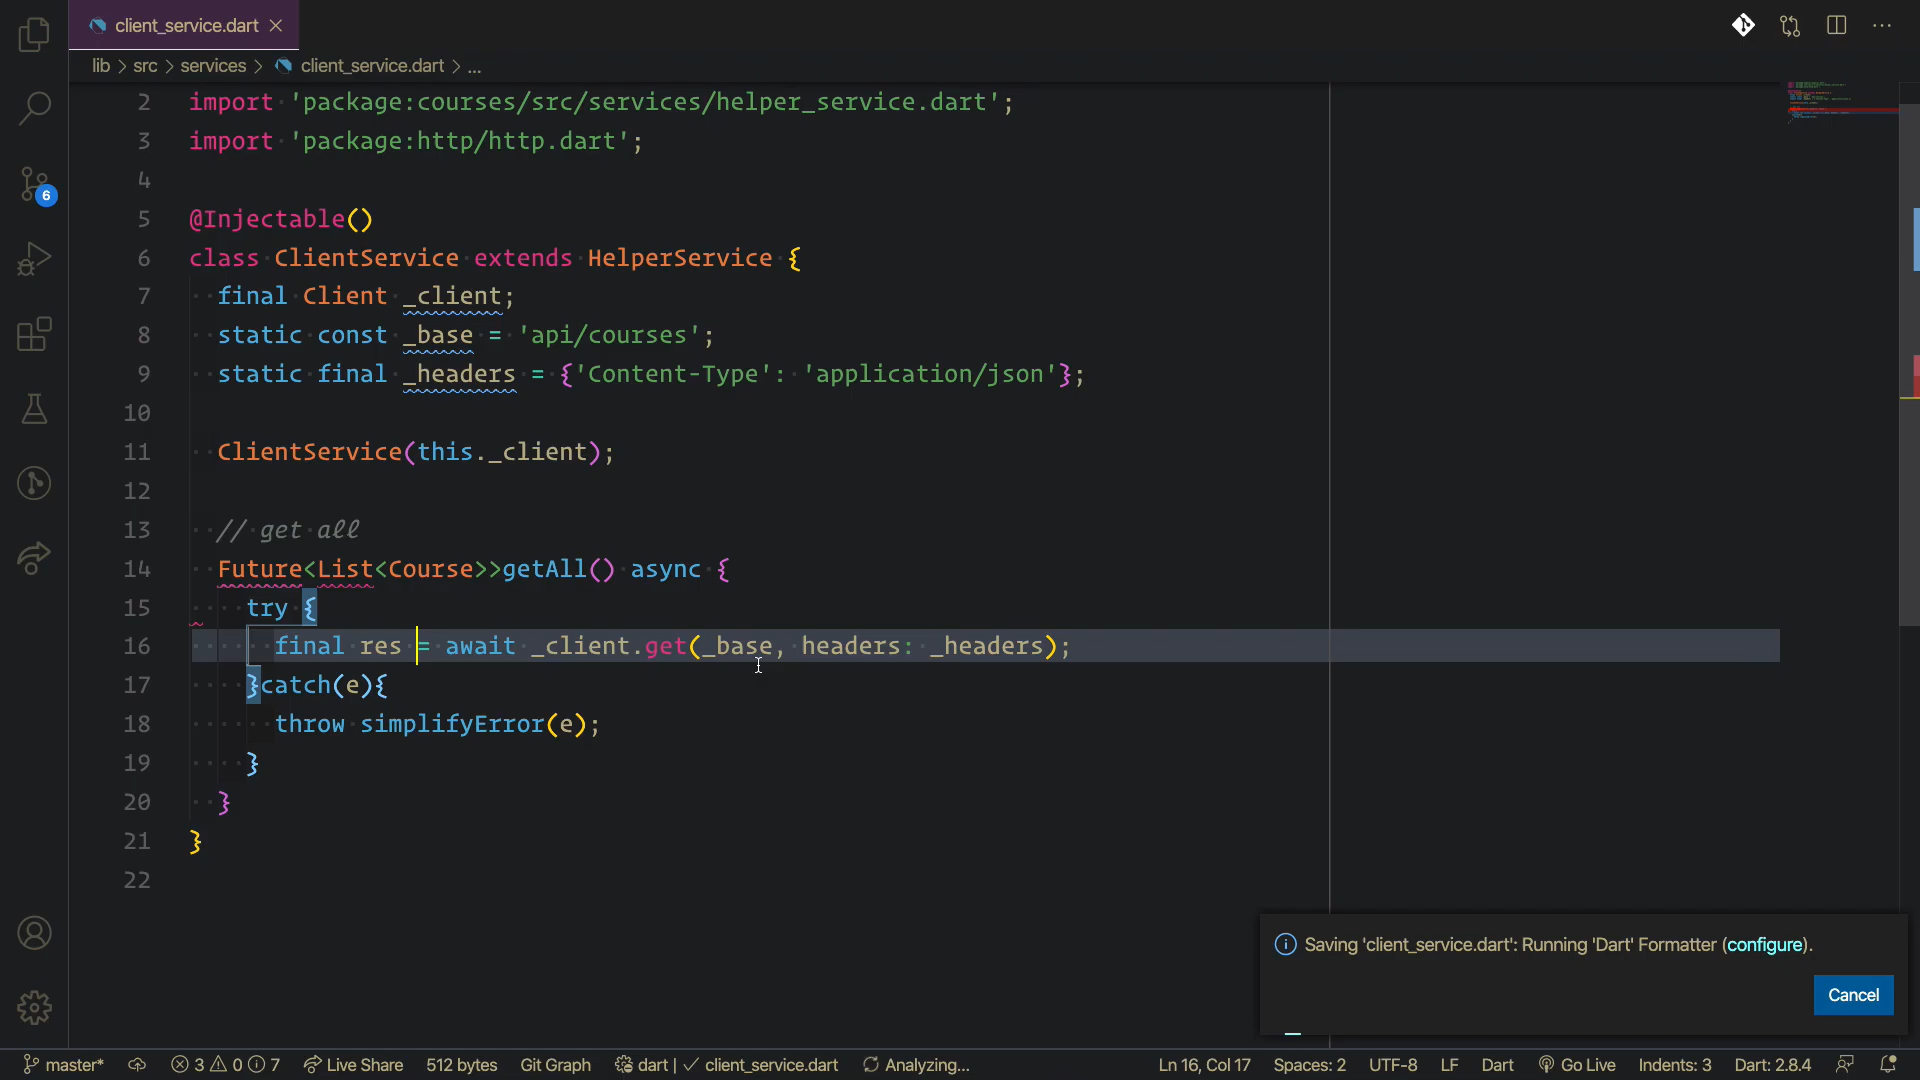 client_service.dart
lib > src > services > client_service.dart > ...
2 import 'package:courses/src/services/helper_service.dart';
3 import 'package:http/http.dart';
4
5 @Injectable()
6 class ClientService extends HelperService {
7 final Client _client;
8 static const _base = 'api/courses';
9 static final _headers = {'Content-Type': 'application/json'};
10
11 ClientService(this._client);
12
13 // get all
14 Future<List<Course>>getAll() async {
15 try {
16 final res = await _client.get(_base, headers: _headers);
17 }catch(e){
18 throw simplifyError(e);
19 }
20 }
21 }
22
6
Saving 'client_service.dart': Running 'Dart' Formatter (configure).
Cancel
master* 3 0 7 Live Share 512 bytes Git Graph dart | ✓ client_service.dart Analyzing... Ln 16, Col 17 Spaces: 2 UTF-8 LF Dart Go Live Indents: 3 Dart: 2.8.4